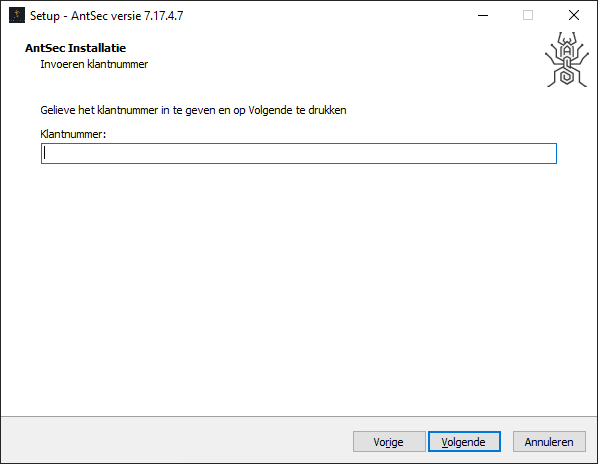 Setup - AntSec versie 7.17.4.7
AntSec Installatie
Invoeren klantnummer
Gelieve het klantnummer in te geven en op Volgende te drukken
Klantnummer:
Vorige
Volgende
Annuleren